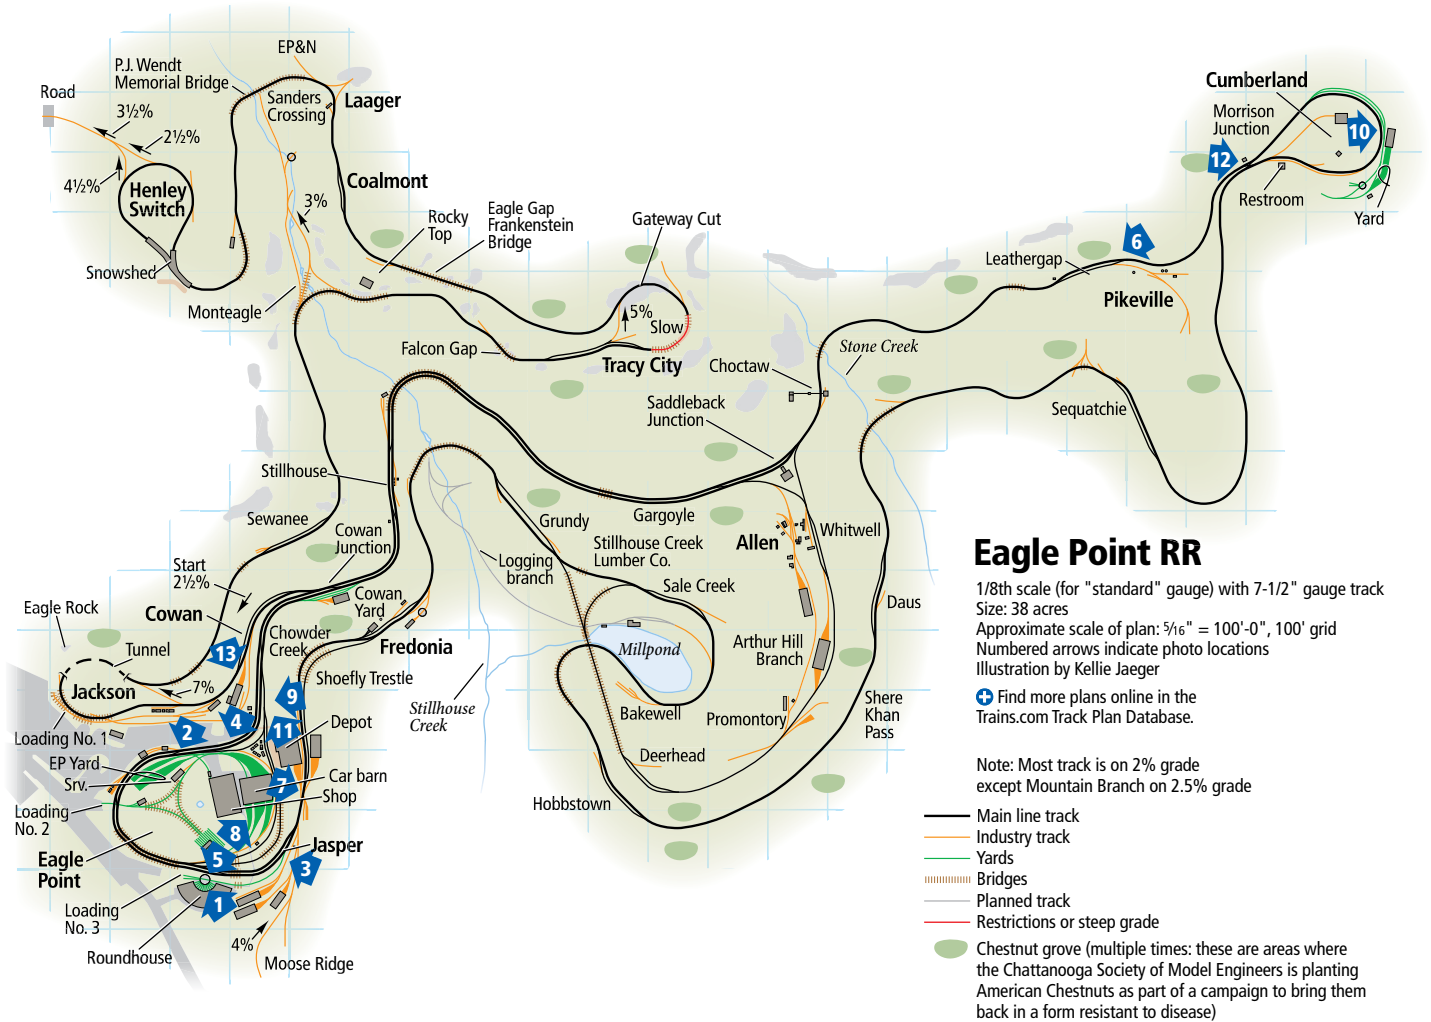 EP&N
P.J. Wendt
Memorial Bridge
Road
3½%
2½%
4½%
Sanders
Crossing
Laager
Henley
Switch
Snowshed
Coalmont
3%
Rocky
Top
Eagle Gap
Frankenstein
Bridge
Gateway Cut
Monteagle
Falcon Gap
5%
Slow
Tracy City
Cumberland
Morrison
Junction
10
12
Restroom
Yard
6
Leathergap
Pikeville
Stone Creek
Choctaw
Saddleback
Junction
Sequatchie
Stillhouse
Sewanee
Cowan
Junction
Grundy
Gargoyle
Allen
Whitwell
Stillhouse Creek
Lumber Co.
Logging
branch
Sale Creek
Start
2½%
Cowan
Eagle Rock
Tunnel
Cowan
Yard
Chowder
Creek
Fredonia
Shoefly Trestle
Millpond
Arthur Hill
Branch
Daus
13
7%
Jackson
9
Stillhouse
Creek
Bakewell
Promontory
Shere
Khan
Pass
Loading No. 1
2
4
11
Depot
Deerhead
EP Yard
Srv.
Car barn
7
Shop
Hobbstown
Loading
No. 2
8
Eagle
Point
5
Jasper
3
Loading
No. 3
1
Roundhouse
4%
Moose Ridge
Eagle Point RR
1/8th scale (for "standard" gauge) with 7-1/2" gauge track
Size: 38 acres
Approximate scale of plan: 5⁄16" = 100'-0", 100' grid
Numbered arrows indicate photo locations
Illustration by Kellie Jaeger
Find more plans online in the
Trains.com Track Plan Database.
Note: Most track is on 2% grade
except Mountain Branch on 2.5% grade
Main line track
Industry track
Yards
Bridges
Planned track
Restrictions or steep grade
Chestnut grove (multiple times: these are areas where
the Chattanooga Society of Model Engineers is planting
American Chestnuts as part of a campaign to bring them
back in a form resistant to disease)